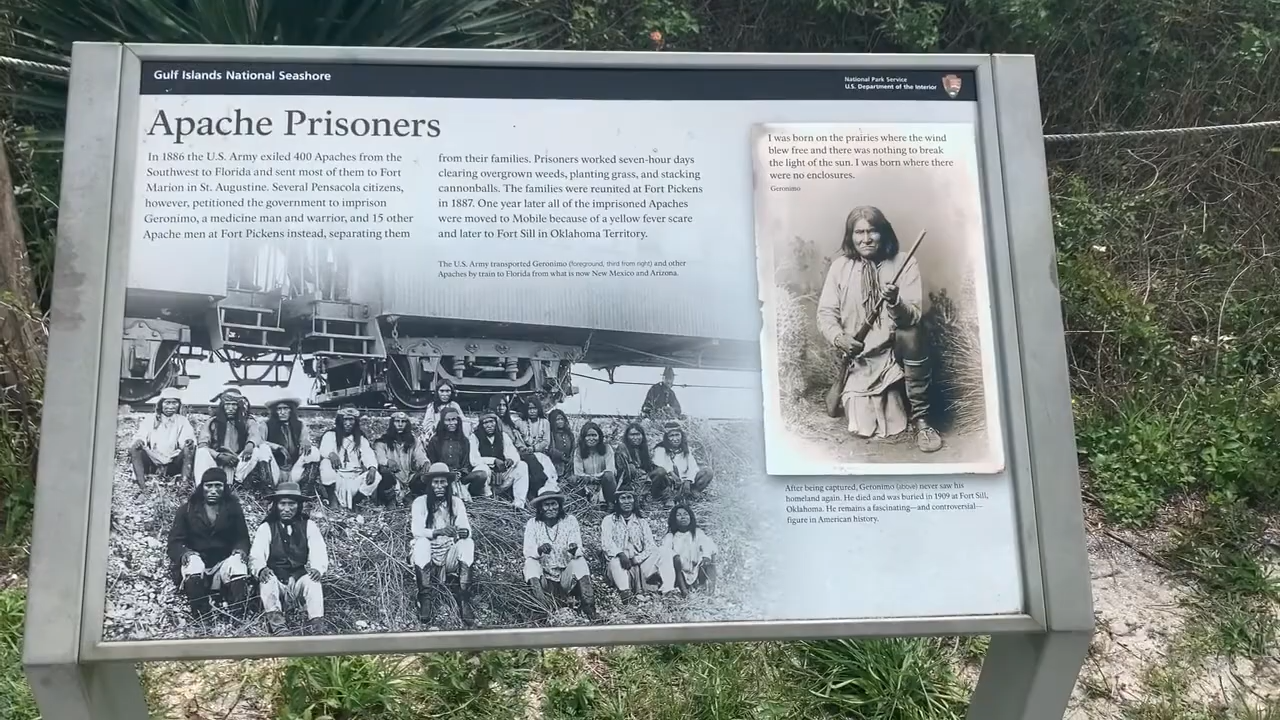 Gulf Islands National Seashore
National Park Service
U.S. Department of the Interior
Apache Prisoners
In 1886 the U.S. Army exiled 400 Apaches from the
Southwest to Florida and sent most of them to Fort
Marion in St. Augustine. Several Pensacola citizens,
however, petitioned the government to imprison
Geronimo, a medicine man and warrior, and 15 other
Apache men at Fort Pickens instead, separating them
from their families. Prisoners worked seven-hour days
clearing overgrown weeds, planting grass, and stacking
cannonballs. The families were reunited at Fort Pickens
in 1887. One year later all of the imprisoned Apaches
were moved to Mobile because of a yellow fever scare
and later to Fort Sill in Oklahoma Territory.
The U.S. Army transported Geronimo (foreground, third from right) and other
Apaches by train to Florida from what is now New Mexico and Arizona.
I was born on the prairies where the wind
blew free and there was nothing to break
the light of the sun. I was born where there
were no enclosures.
Geronimo
After being captured, Geronimo (above) never saw his
homeland again. He died and was buried in 1909 at Fort Sill,
Oklahoma. He remains a fascinating—and controversial—
figure in American history.